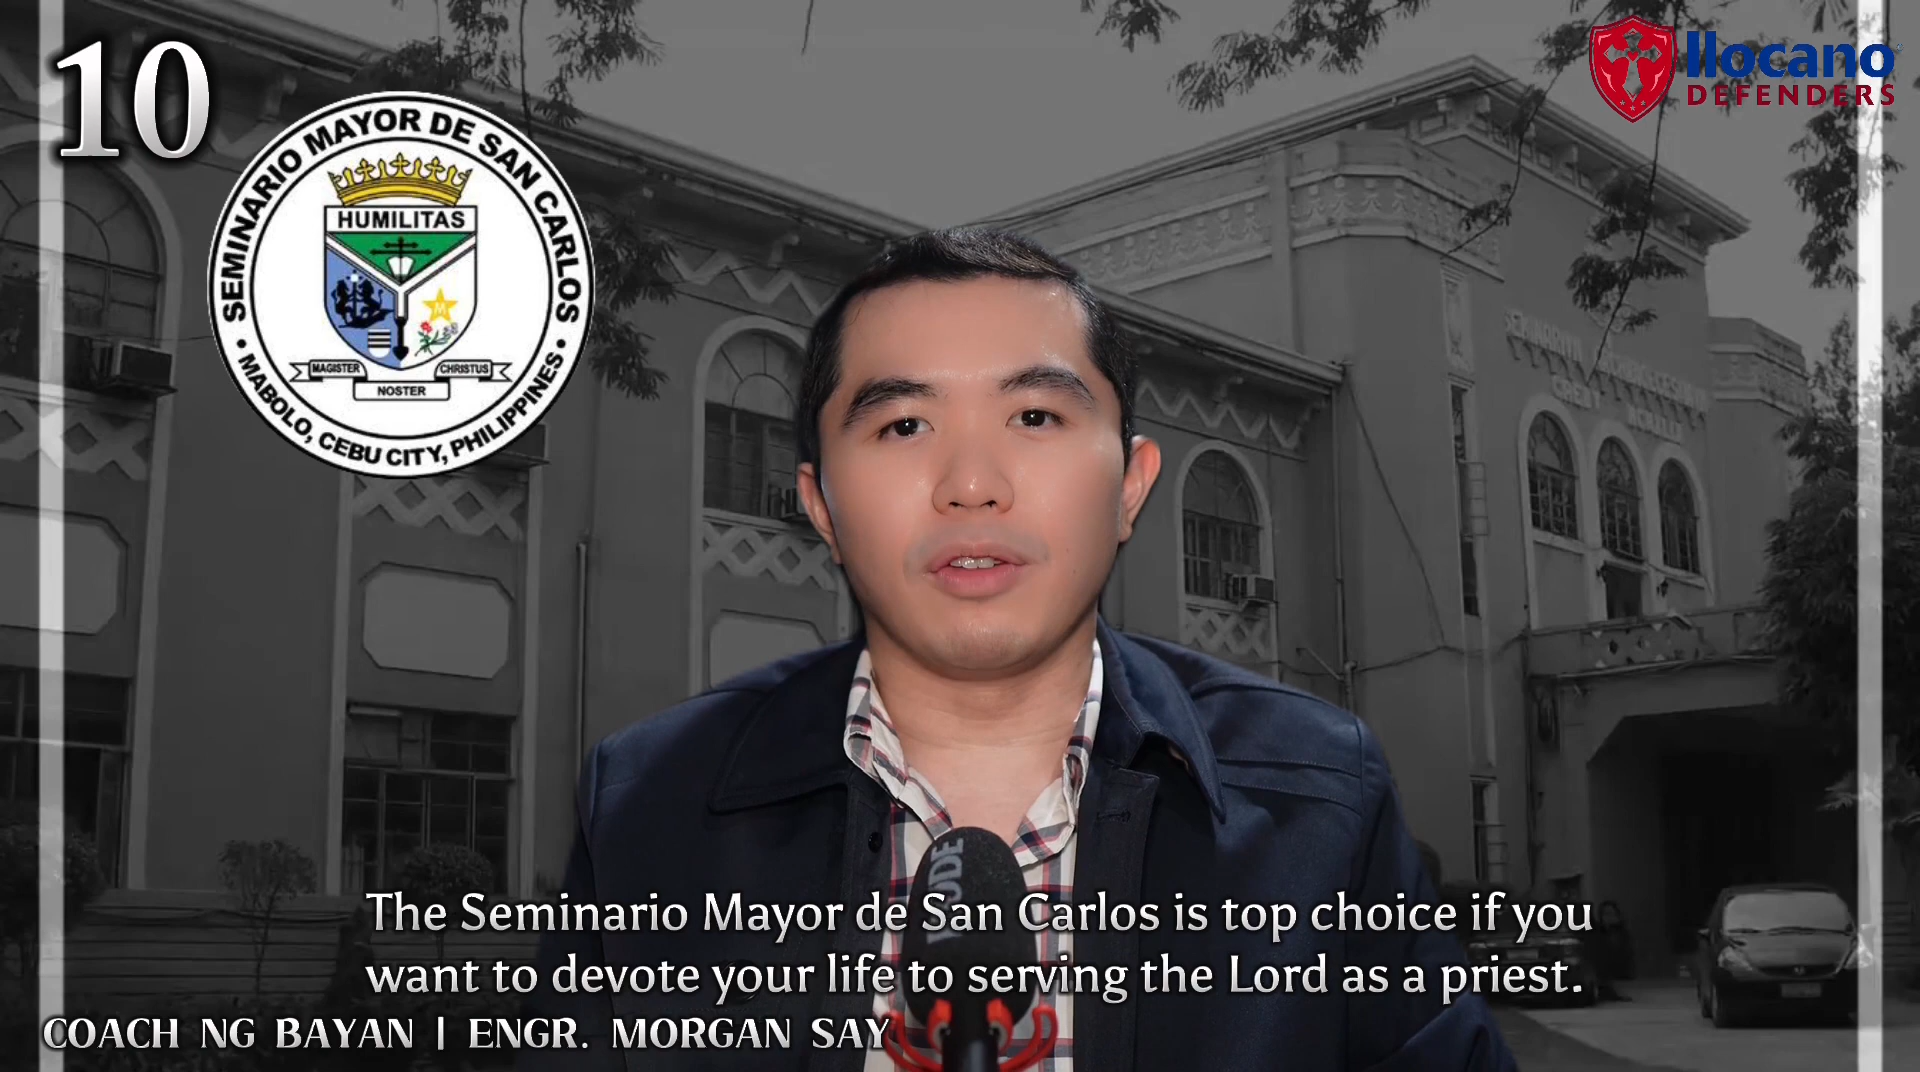 10
Ilocano
DEFENDERS
SEMINARIO MAYOR DE SAN CARLOS
• MABOLO, CEBU CITY, PHILIPPINES •
HUMILITAS
M
MAGISTER
NOSTER
CHRISTUS
RODE
The Seminario Mayor de San Carlos is top choice if you
want to devote your life to serving the Lord as a priest.
COACH NG BAYAN | ENGR. MORGAN SAY